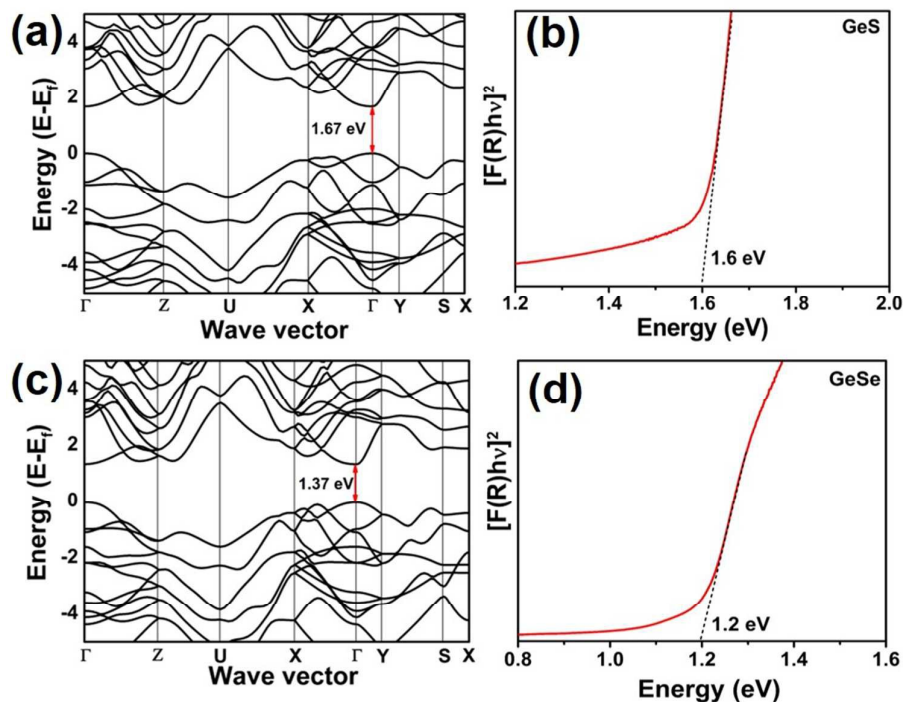 (a)
4
2
0
-2
-4
Energy (E-E_f)
1.67 eV
Γ Z U X Γ Y S X
Wave vector
(b)
GeS
[F(R)hν]²
1.6 eV
1.2 1.4 1.6 1.8 2.0
Energy (eV)
(c)
4
2
0
-2
-4
Energy (E-E_f)
1.37 eV
Γ Z U X Γ Y S X
Wave vector
(d)
GeSe
[F(R)hν]²
1.2 eV
0.8 1.0 1.2 1.4 1.6
Energy (eV)